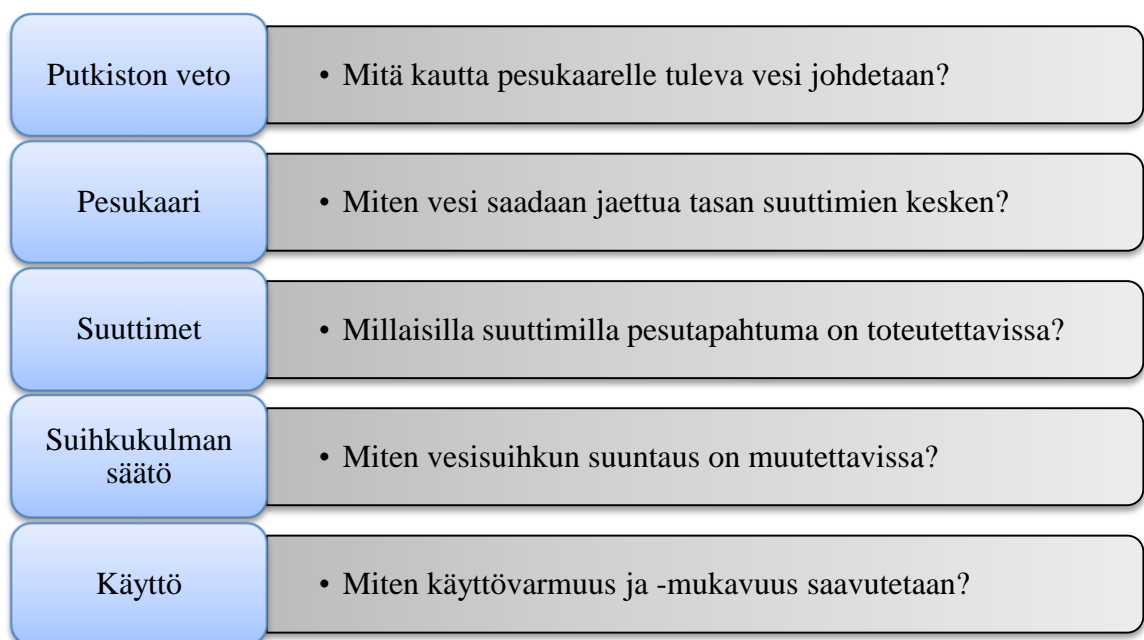 Putkiston veto
• Mitä kautta pesukaarelle tuleva vesi johdetaan?
Pesukaari
• Miten vesi saadaan jaettua tasan suuttimien kesken?
Suuttimet
• Millaisilla suuttimilla pesutapahtuma on toteutettavissa?
Suihkukulman
säätö
• Miten vesisuihkun suuntaus on muutettavissa?
Käyttö
• Miten käyttövarmuus ja -mukavuus saavutetaan?